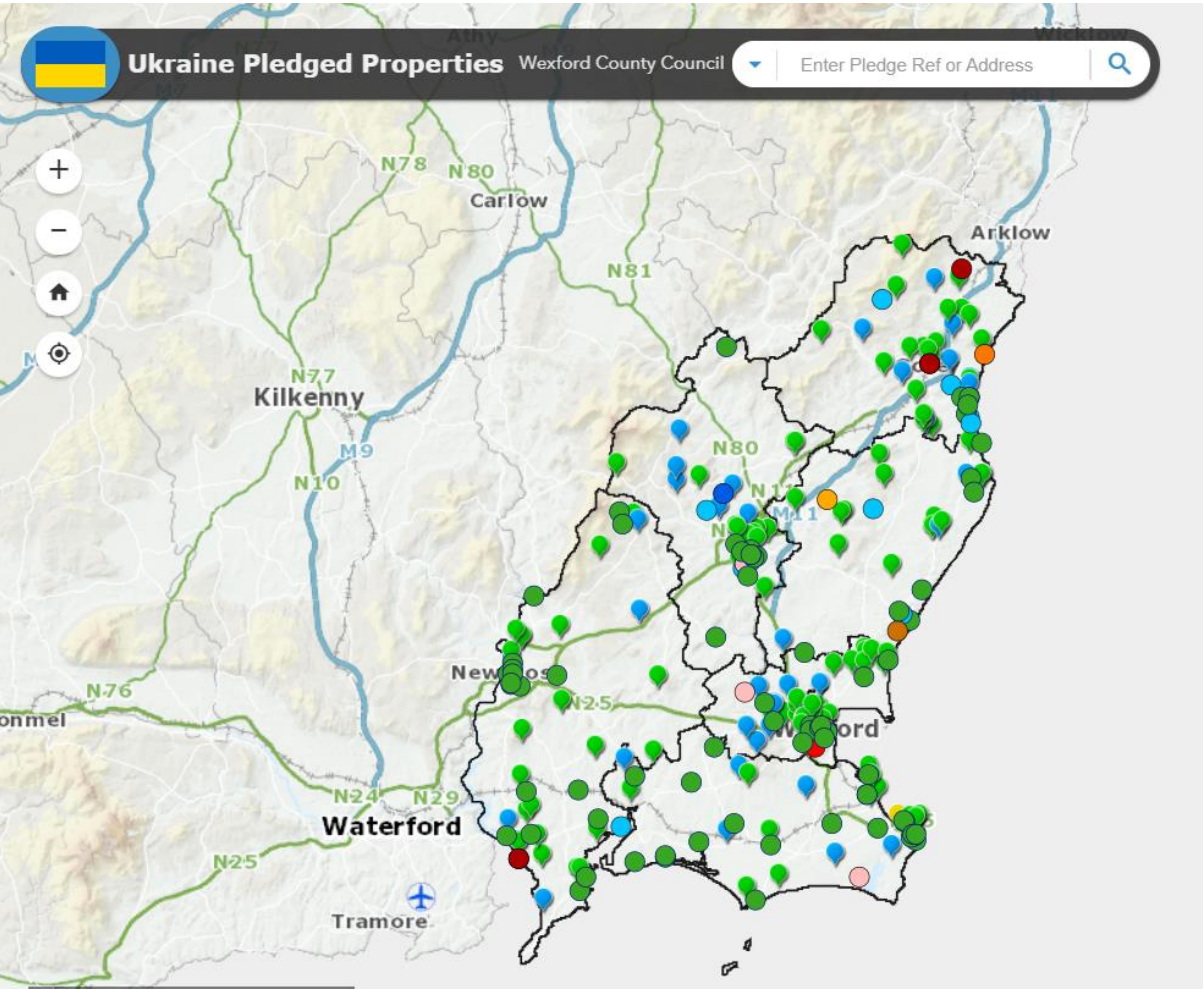 Athy
Wicklow
Ukraine Pledged Properties
Wexford County Council
Enter Pledge Ref or Address
N78
N80
Carlow
Arklow
N81
N77
Kilkenny
M9
N80
N10
M11
N25
N76
N24
N29
Waterford
N25
Tramore